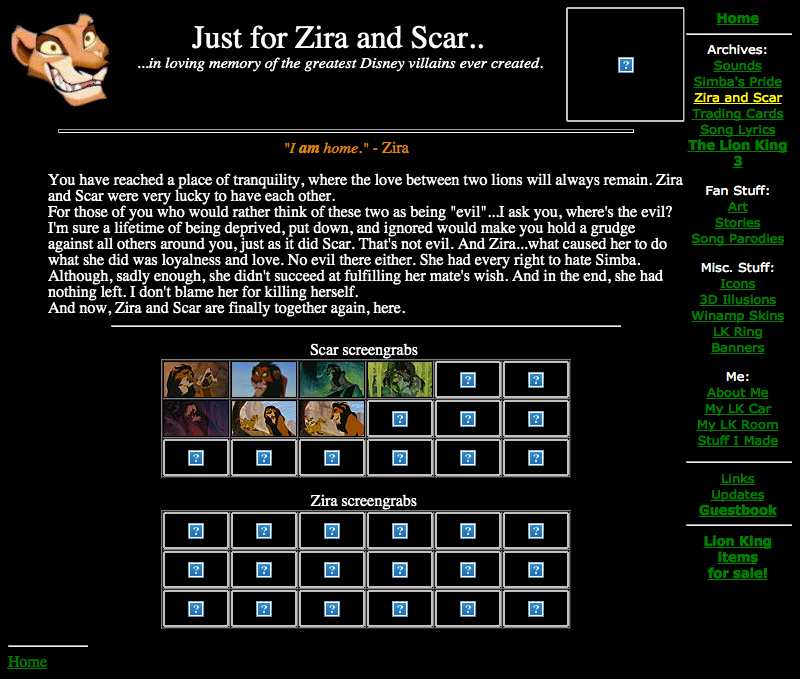 Just for Zira and Scar..
...in loving memory of the greatest Disney villains ever created.
"I am home." - Zira
You have reached a place of tranquility, where the love between two lions will always remain. Zira
and Scar were very lucky to have each other.
For those of you who would rather think of these two as being "evil"...I ask you, where's the evil?
I'm sure a lifetime of being deprived, put down, and ignored would make you hold a grudge
against all others around you, just as it did Scar. That's not evil. And Zira...what caused her to do
what she did was loyalness and love. No evil there either. She had every right to hate Simba.
Although, sadly enough, she didn't succeed at fulfilling her mate's wish. And in the end, she had
nothing left. I don't blame her for killing herself.
And now, Zira and Scar are finally together again, here.
Scar screengrabs
Zira screengrabs
Home
Home
Archives:
Sounds
Simba's Pride
Zira and Scar
Trading Cards
Song Lyrics
The Lion King
3
Fan Stuff:
Art
Stories
Song Parodies
Misc. Stuff:
Icons
3D Illusions
Winamp Skins
LK Ring
Banners
Me:
About Me
My LK Car
My LK Room
Stuff I Made
Links
Updates
Guestbook
Lion King
items
for sale!